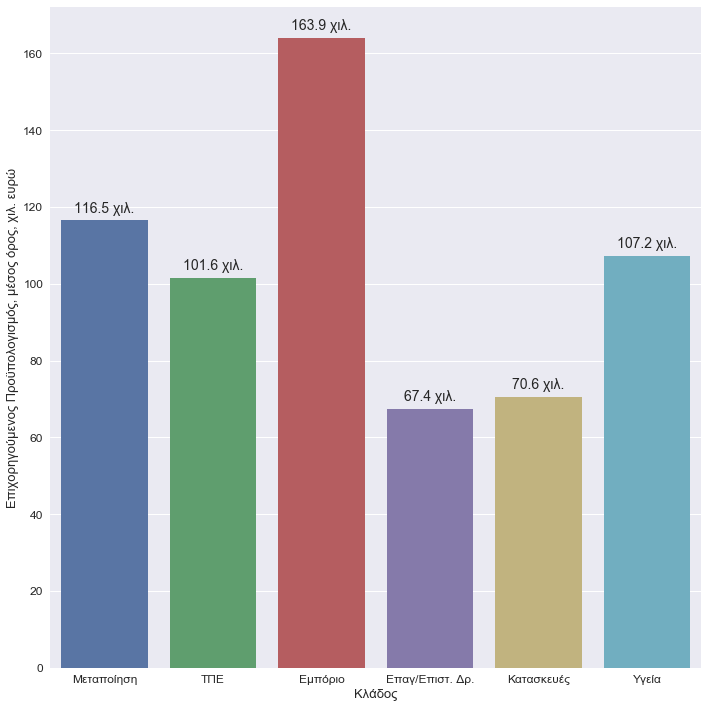 163.9 χιλ.
116.5 χιλ.
101.6 χιλ.
67.4 χιλ.
70.6 χιλ.
107.2 χιλ.
Επιχορηγούμενος Προϋπολογισμός, μέσος όρος, χιλ. ευρώ
160
140
120
100
80
60
40
20
0
Μεταποίηση ΤΠΕ Εμπόριο Επαγ/Επιστ. Δρ. Κατασκευές Υγεία
Κλάδος